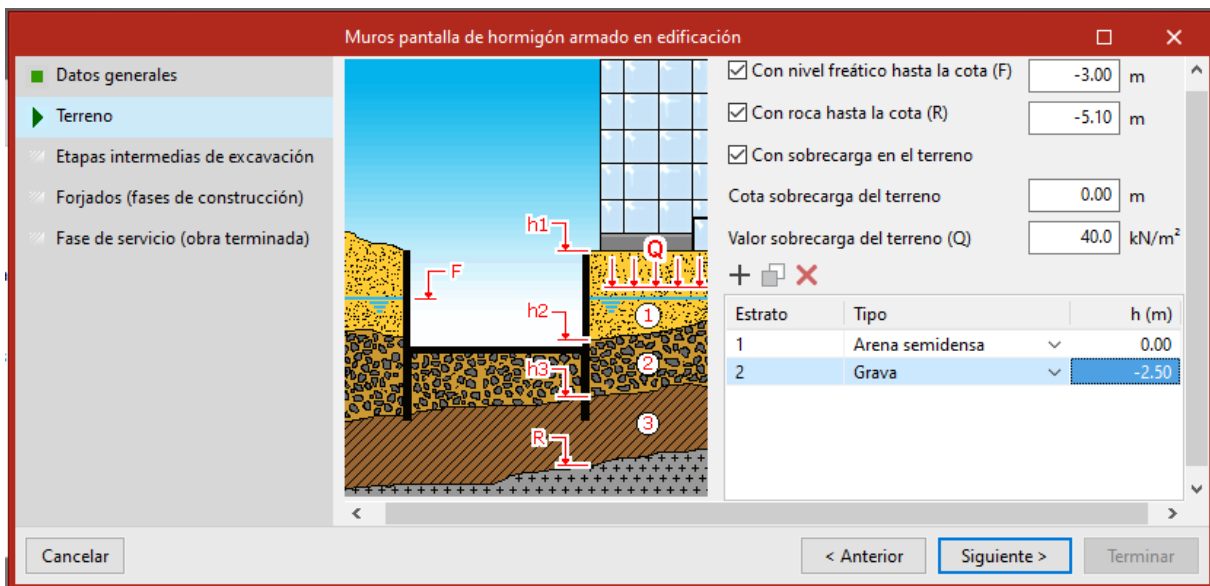 Muros pantalla de hormigón armado en edificación
Datos generales
Terreno
Etapas intermedias de excavación
Forjados (fases de construcción)
Fase de servicio (obra terminada)
h1
Q
F
h2
1
2
h3
3
R
Con nivel freático hasta la cota (F) -3.00 m
Con roca hasta la cota (R) -5.10 m
Con sobrecarga en el terreno
Cota sobrecarga del terreno 0.00 m
Valor sobrecarga del terreno (Q) 40.0 kN/m²
Estrato Tipo h (m)
1 Arena semidensa 0.00
2 Grava -2.50
Cancelar < Anterior Siguiente > Terminar